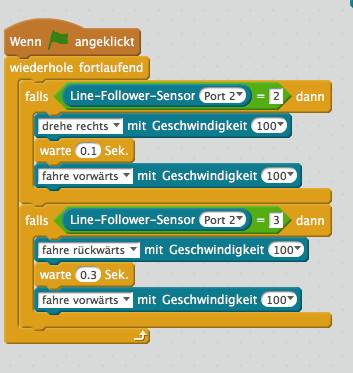 Wenn angeklickt
wiederhole fortlaufend
falls Line-Follower-Sensor Port 2 = 2 dann
drehe rechts mit Geschwindigkeit 100
warte 0.1 Sek.
fahre vorwärts mit Geschwindigkeit 100
falls Line-Follower-Sensor Port 2 = 3 dann
fahre rückwärts mit Geschwindigkeit 100
warte 0.3 Sek.
fahre vorwärts mit Geschwindigkeit 100